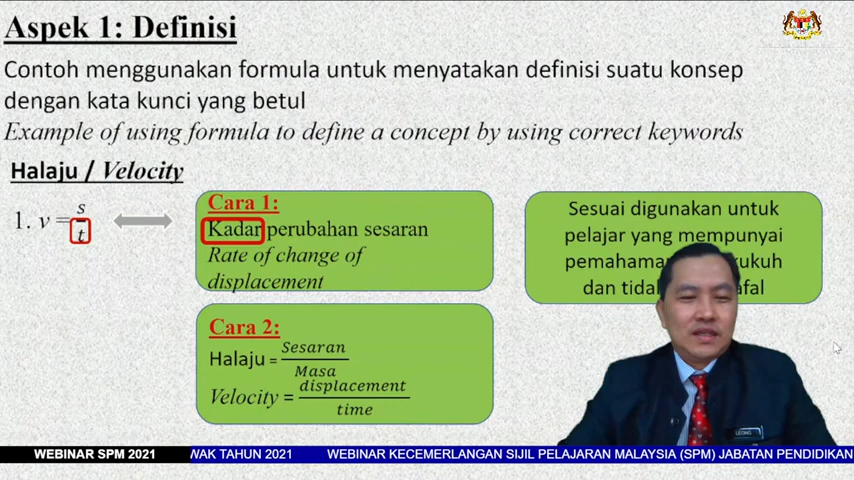 Aspek 1: Definisi
Contoh menggunakan formula untuk menyatakan definisi suatu konsep
dengan kata kunci yang betul
Example of using formula to define a concept by using correct keywords
Halaju / Velocity
1. v = s/t
Cara 1:
Kadar perubahan sesaran
Rate of change of
displacement
Cara 2:
Halaju = Sesaran/Masa
Velocity = displacement/time
Sesuai digunakan untuk
pelajar yang mempunyai
kukuh
dan
LEONG
WEBINAR SPM 2021
WAK TAHUN 2021 WEBINAR KECEMERLANGAN SIJIL PELAJARAN MALAYSIA (SPM) JABATAN PENDIDIKAN